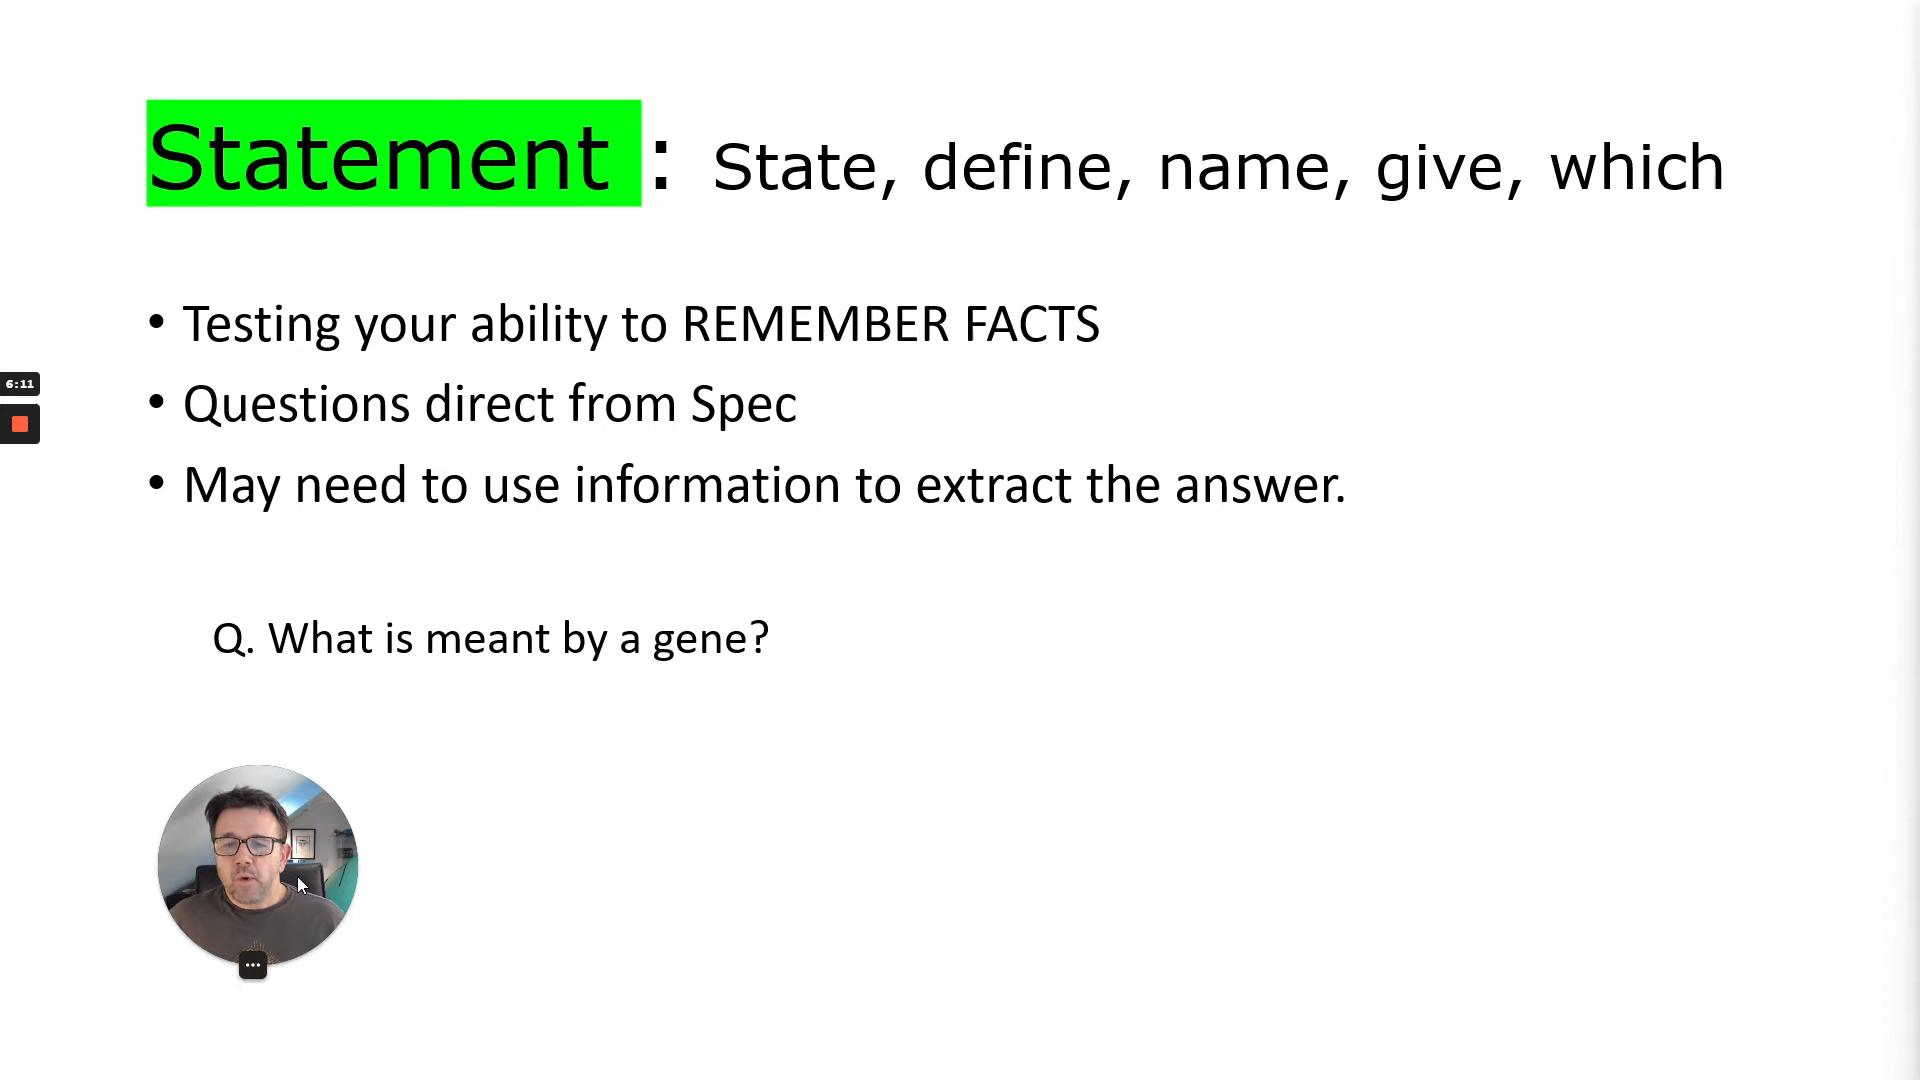 Statement : State, define, name, give, which
• Testing your ability to REMEMBER FACTS
• Questions direct from Spec
• May need to use information to extract the answer.
Q. What is meant by a gene?
6:11